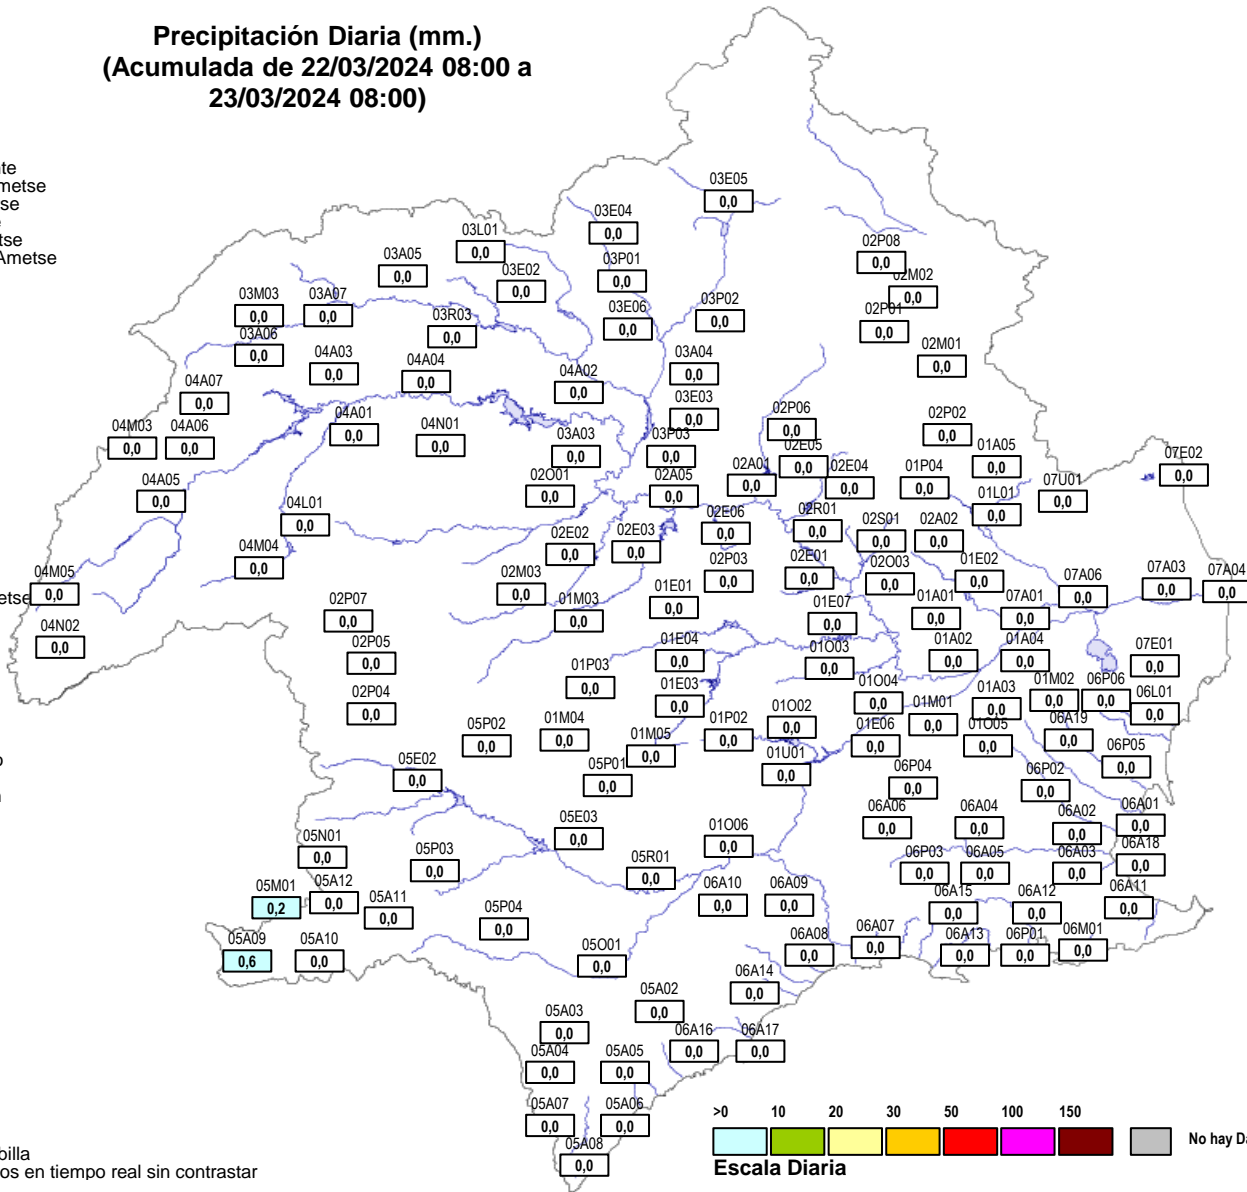 Precipitación Diaria (mm.)
(Acumulada de 22/03/2024 08:00 a
23/03/2024 08:00)
03E05
0,0
03E04
0,0
03L01
0,0
03A05
0,0
03P01
0,0
03E02
0,0
02P08
0,0
02M02
0,0
03M03
0,0
03A07
0,0
03R03
0,0
03E06
0,0
03P02
0,0
02P01
0,0
03A06
0,0
04A03
0,0
04A04
0,0
04A02
0,0
03A04
0,0
02M01
0,0
04A07
0,0
03E03
0,0
04M03
0,0
04A06
0,0
04A01
0,0
04N01
0,0
03A03
0,0
03P03
0,0
02P06
0,0
02E05
0,0
02P02
0,0
01A05
0,0
07E02
0,0
04A05
0,0
02O01
0,0
02A05
0,0
02A01
0,0
02E04
0,0
01P04
0,0
01L01
0,0
07U01
0,0
04L01
0,0
02E02
0,0
02E03
0,0
02E06
0,0
02R01
0,0
02S01
0,0
02A02
0,0
04M04
0,0
02M03
0,0
01M03
0,0
01E01
0,0
02P03
0,0
02E01
0,0
02O03
0,0
01E02
0,0
07A06
0,0
07A03
0,0
07A04
0,0
04M05
0,0
04N02
0,0
02P07
0,0
02P05
0,0
02P04
0,0
01E07
0,0
01A01
0,0
07A01
0,0
01E04
0,0
01O03
0,0
01A02
0,0
01A04
0,0
07E01
0,0
01P03
0,0
01E03
0,0
01O04
0,0
01M01
0,0
01A03
0,0
01M02
0,0
06P06
0,0
06L01
0,0
05P02
0,0
01M04
0,0
01M05
0,0
01P02
0,0
01O02
0,0
01E06
0,0
01O05
0,0
06A19
0,0
06P05
0,0
05E02
0,0
05P01
0,0
01U01
0,0
06P04
0,0
06P02
0,0
05E03
0,0
01O06
0,0
06A06
0,0
06A04
0,0
06A02
0,0
06A01
0,0
05N01
0,0
05P03
0,0
05R01
0,0
06P03
0,0
06A05
0,0
06A03
0,0
06A18
0,0
05M01
0,2
05A12
0,0
05A11
0,0
05P04
0,0
06A10
0,0
06A09
0,0
06A15
0,0
06A12
0,0
06A11
0,0
05A09
0,6
05A10
0,0
05O01
0,0
06A08
0,0
06A07
0,0
06A13
0,0
06P01
0,0
06M01
0,0
06A14
0,0
05A02
0,0
05A03
0,0
06A16
0,0
06A17
0,0
05A04
0,0
05A05
0,0
05A07
0,0
05A06
0,0
05A08
0,0
>0 10 20 30 50 100 150
No hay
Escala Diaria
en tiempo real sin contrastar